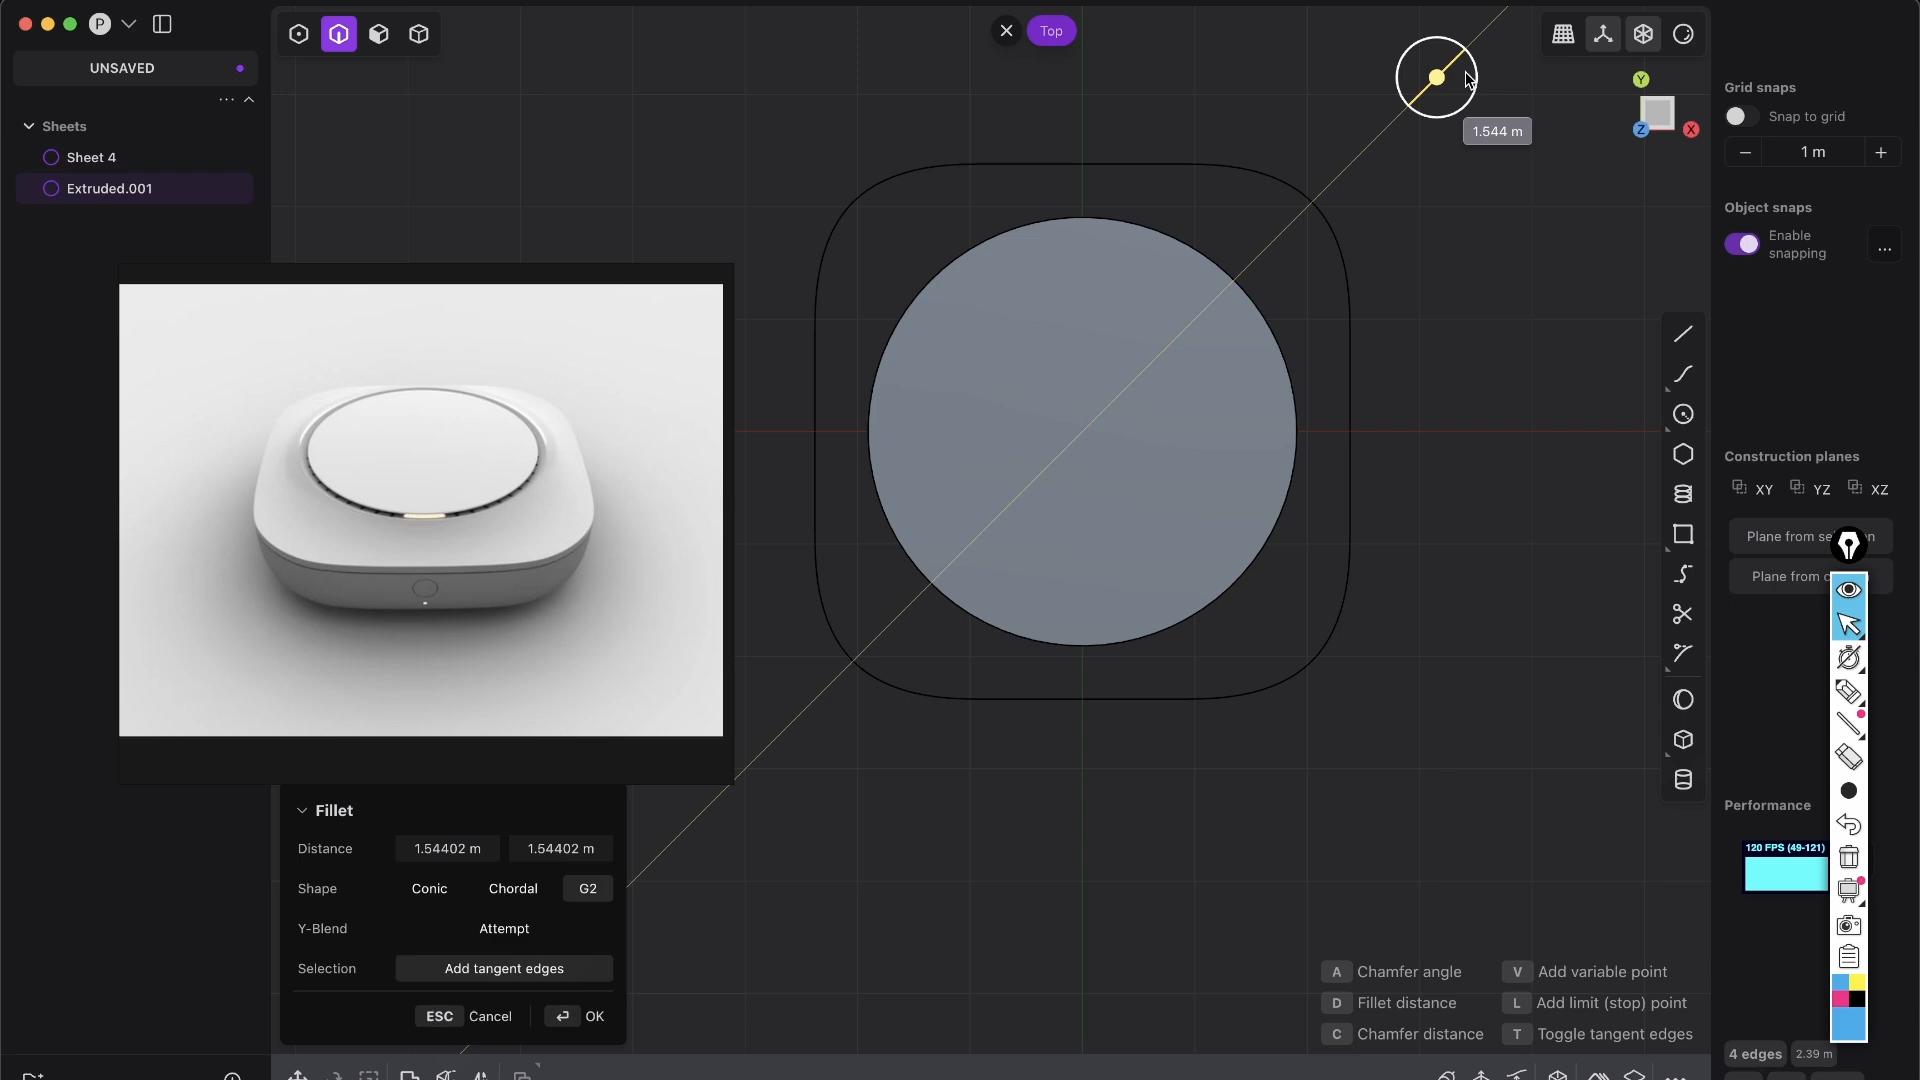 P
UNSAVED
Sheets
Sheet 4
Extruded.001
Top
1.544 m
Y
Z
X
Grid snaps
Snap to grid
1 m
Object snaps
Enable
snapping
Construction planes
XY YZ XZ
Plane from se n
Plane from c
Performance
120 FPS (49-121)
Fillet
Distance 1.54402 m 1.54402 m
Shape Conic Chordal G2
Y-Blend Attempt
Selection Add tangent edges
ESC Cancel OK
A Chamfer angle V Add variable point
D Fillet distance L Add limit (stop) point
C Chamfer distance T Toggle tangent edges
4 edges 2.39 m